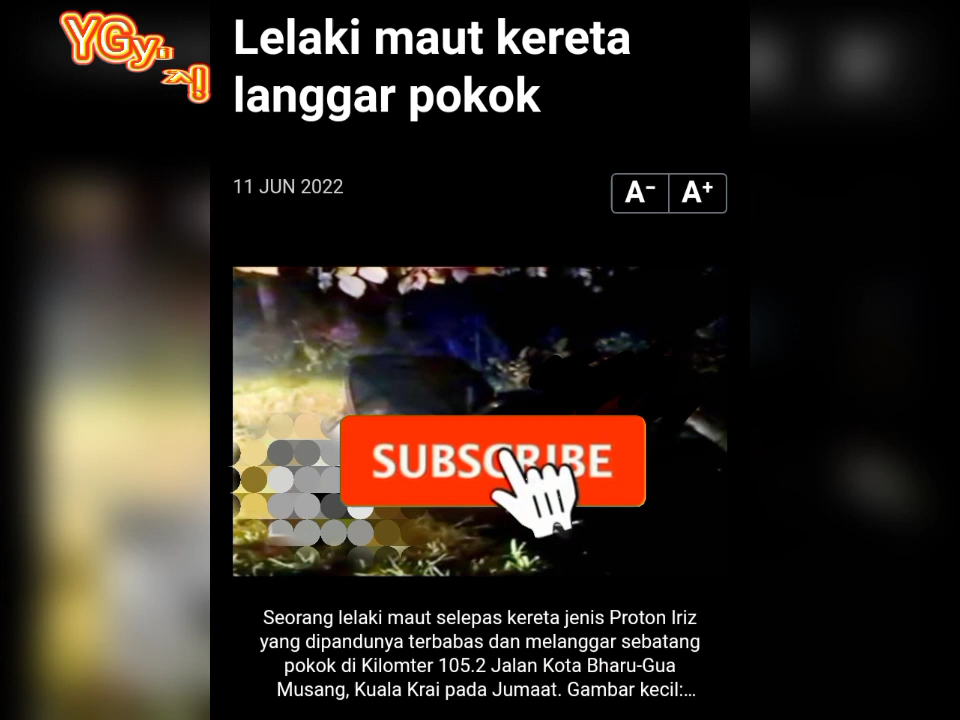 YGy
Lelaki maut kereta
langgar pokok
11 JUN 2022
A- A+
SUBSCRIBE
Seorang lelaki maut selepas kereta jenis Proton Iriz
yang dipandunya terbabas dan melanggar sebatang
pokok di Kilomter 105.2 Jalan Kota Bharu-Gua
Musang, Kuala Krai pada Jumaat. Gambar kecil:...